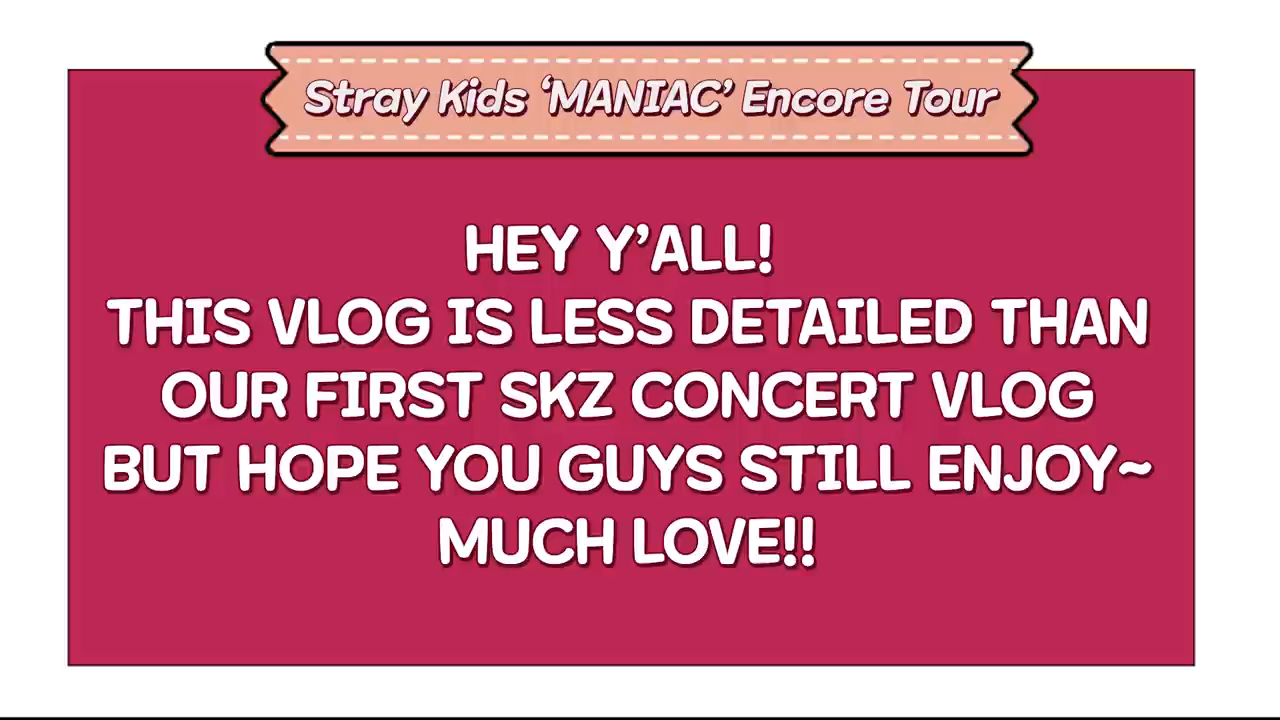 Stray Kids ‘MANIAC’ Encore Tour
HEY Y’ALL!
THIS VLOG IS LESS DETAILED THAN
OUR FIRST SKZ CONCERT VLOG
BUT HOPE YOU GUYS STILL ENJOY~
MUCH LOVE!!